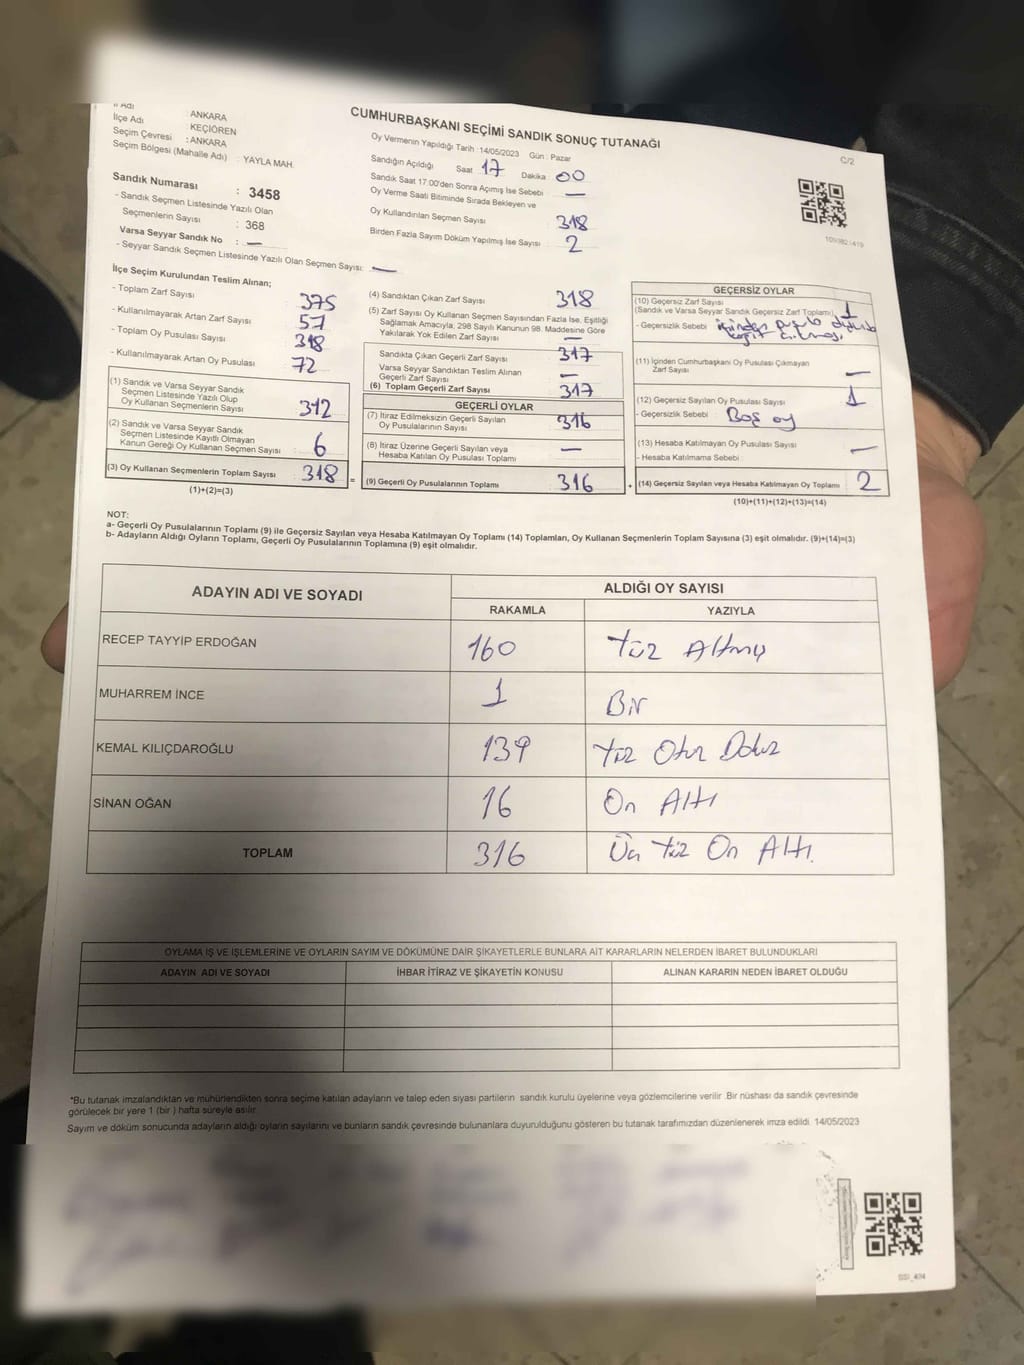 İl Adı : ANKARA
İlçe Adı : KEÇİÖREN
Seçim Çevresi : ANKARA
Seçim Bölgesi (Mahalle Adı) : YAYLA MAH.
Sandık Numarası : 3458
- Sandık Seçmen Listesinde Yazılı Olan
Seçmenlerin Sayısı : 368
Varsa Seyyar Sandık No : —
- Seyyar Sandık Seçmen Listesinde Yazılı Olan Seçmen Sayısı: —
CUMHURBAŞKANI SEÇİMİ SANDIK SONUÇ TUTANAĞI
C/2
Oy Vermenin Yapıldığı Tarih : 14/05/2023 Gün : Pazar
Sandığın Açıldığı Saat 17 Dakika 00
Sandık Saat 17:00'den Sonra Açımış İse Sebebi —
Oy Verme Saati Bitiminde Sırada Bekleyen ve
Oy Kullandırılan Seçmen Sayısı 318
Birden Fazla Sayım Döküm Yapılmış İse Sayısı 2
İlçe Seçim Kurulundan Teslim Alınan;
- Toplam Zarf Sayısı 375
- Kullanılmayarak Artan Zarf Sayısı 57
- Toplam Oy Pusulası Sayısı 318
- Kullanılmayarak Artan Oy Pusulası 72
(1) Sandık ve Varsa Seyyar Sandık
Seçmen Listesinde Yazılı Olup
Oy Kullanan Seçmenlerin Sayısı 312
(2) Sandık ve Varsa Seyyar Sandık
Seçmen Listesinde Kayıtlı Olmayan
Kanun Gereği Oy Kullanan Seçmen Sayısı 6
(3) Oy Kullanan Seçmenlerin Toplam Sayısı 318 =
(1)+(2)=(3)
(4) Sandıktan Çıkan Zarf Sayısı 318
(5) Zarf Sayısı Oy Kullanan Seçmen Sayısından Fazla İse, Eşitliği
Sağlamak Amacıyla, 298 Sayılı Kanunun 98. Maddesine Göre
Yakılarak Yok Edilen Zarf Sayısı —
Sandıkta Çıkan Geçerli Zarf Sayısı 317
Varsa Seyyar Sandıktan Teslim Alınan
Geçerli Zarf Sayısı —
(6) Toplam Geçerli Zarf Sayısı 317
GEÇERLİ OYLAR
(7) İtiraz Edilmeksizin Geçerli Sayılan
Oy Pusulasının Sayısı 316
(8) İtiraz Üzerine Geçerli Sayılan veya
Hesaba Katılan Oy Pusulası Toplamı —
(9) Geçerli Oy Pusulalarının Toplamı 316 +
GEÇERSİZ OYLAR
(10) Geçersiz Zarf Sayısı
(Sandık ve Varsa Seyyar Sandık Geçersiz Zarf Toplamı) 1
- Geçersizlik Sebebi
(11) İçinden Cumhurbaşkanı Oy Pusulası Çıkmayan
Zarf Sayısı —
(12) Geçersiz Sayılan Oy Pusulası Sayısı 1
- Geçersizlik Sebebi : Boş oy
(13) Hesaba Katılmayan Oy Pusulası Sayısı —
- Hesaba Katılmama Sebebi
(14) Geçersiz Sayılan veya Hesaba Katılmayan Oy Toplamı 2
(10)+(11)+(12)+(13)=(14)
NOT:
a- Geçerli Oy Pusulalarının Toplamı (9) ile Geçersiz Sayılan veya Hesaba Katılmayan Oy Toplamı (14) Toplamları, Oy Kullanan Seçmenlerin Toplam Sayısına (3) eşit olmalıdır. (9)+(14)=(3)
b- Adayların Aldığı Oyların Toplamı, Geçerli Oy Pusulalarının Toplamına (9) eşit olmalıdır.
ADAYIN ADI VE SOYADI ALDIĞI OY SAYISI
RAKAMLA YAZIYLA
RECEP TAYYİP ERDOĞAN 160 Yüz Altmış
MUHARREM İNCE 1 Bir
KEMAL KILIÇDAROĞLU 139 Yüz Otuz Dokuz
SİNAN OĞAN 16 On Altı
TOPLAM 316 Üç Yüz On Altı.
OYLAMA İŞ VE İŞLEMLERİNE VE OYLARIN SAYIM VE DÖKÜMÜNE DAİR ŞİKAYETLERLE BUNLARA AİT KARARLARIN NELERDEN İBARET BULUNDUKLARI
ADAYIN ADI VE SOYADI İHBAR İTİRAZ VE ŞİKAYETİN KONUSU ALINAN KARARIN NEDEN İBARET OLDUĞU
*Bu tutanak imzalandıktan ve mühürlendikten sonra seçime katılan adayların ve talep eden siyasi partilerin sandık kurulu üyelerine veya gözlemcilerine verilir .Bir nüshası da sandık çevresinde
görülecek bir yere 1 (bir ) hafta süreyle asılır.
Sayım ve döküm sonucunda adayların aldığı oyların sayılarını ve bunların sandık çevresinde bulunanlara duyurulduğunu gösteren bu tutanak tarafımızdan düzenlenerek imza edildi. 14/05/2023